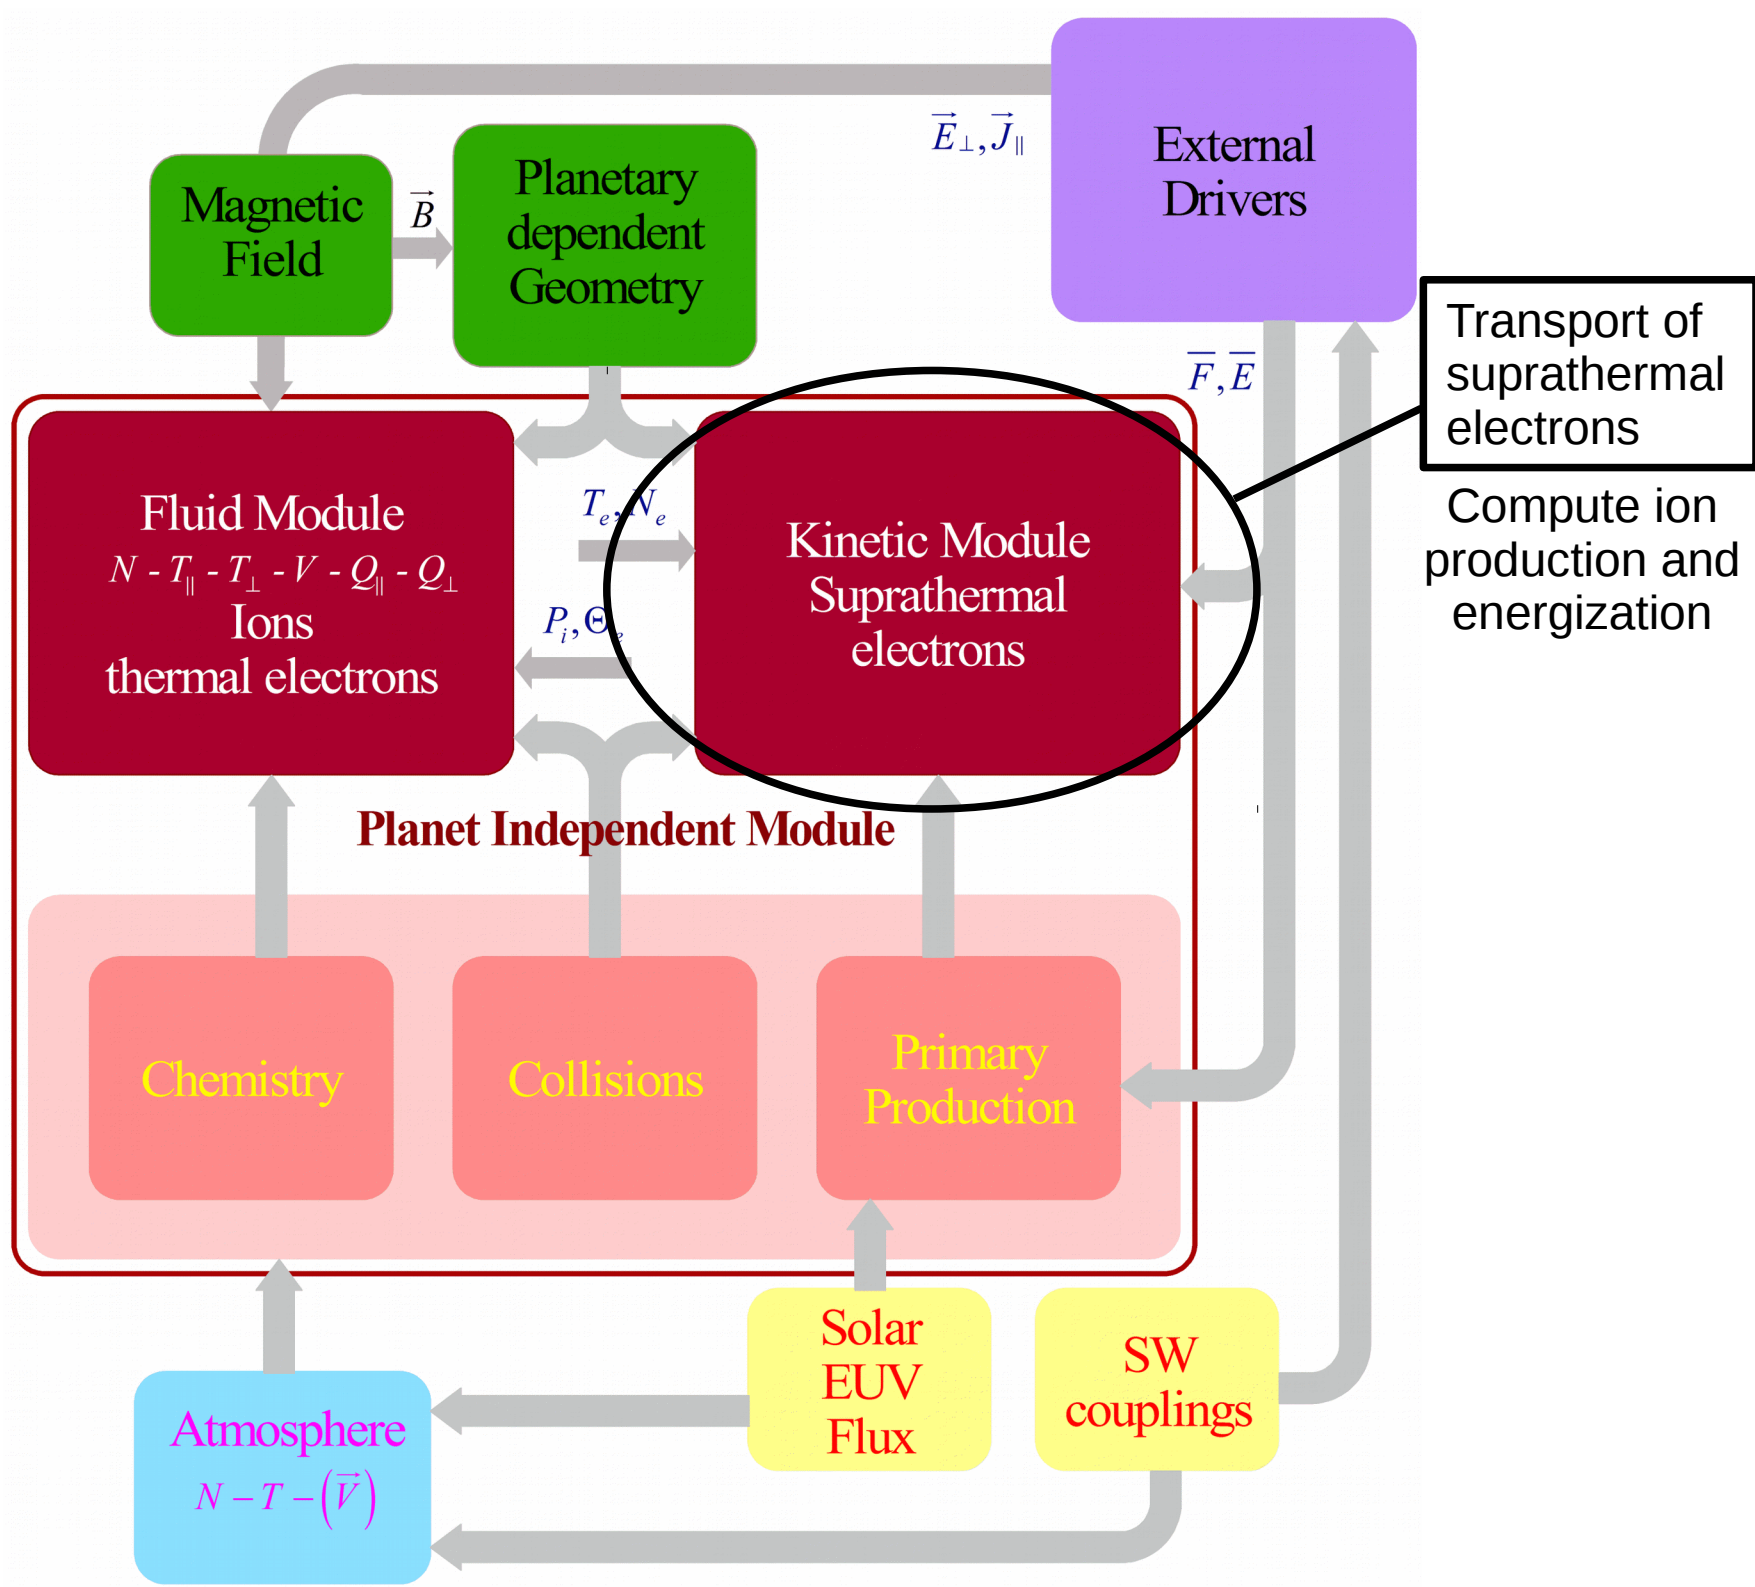 External
Drivers
E⃗⊥,J⃗∥
Magnetic
Field
B⃗
Planetary
dependent
Geometry
F̅,E̅
Transport of
suprathermal
electrons
Compute ion
production and
energization
Fluid Module
N - T∥ - T⊥ - V - Q∥ - Q⊥
Ions
thermal electrons
Tₑ,Nₑ
Pᵢ,Θₑ
Kinetic Module
Suprathermal
electrons
Planet Independent Module
Chemistry
Collisions
Primary
Production
Solar
EUV
Flux
SW
couplings
Atmosphere
N – T – (V⃗)